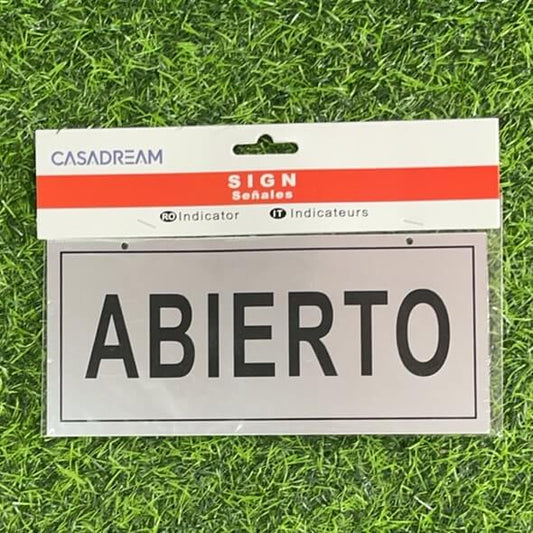 CASADREAM
SIGN
Señales
RO Indicator IT Indicateurs
ABIERTO